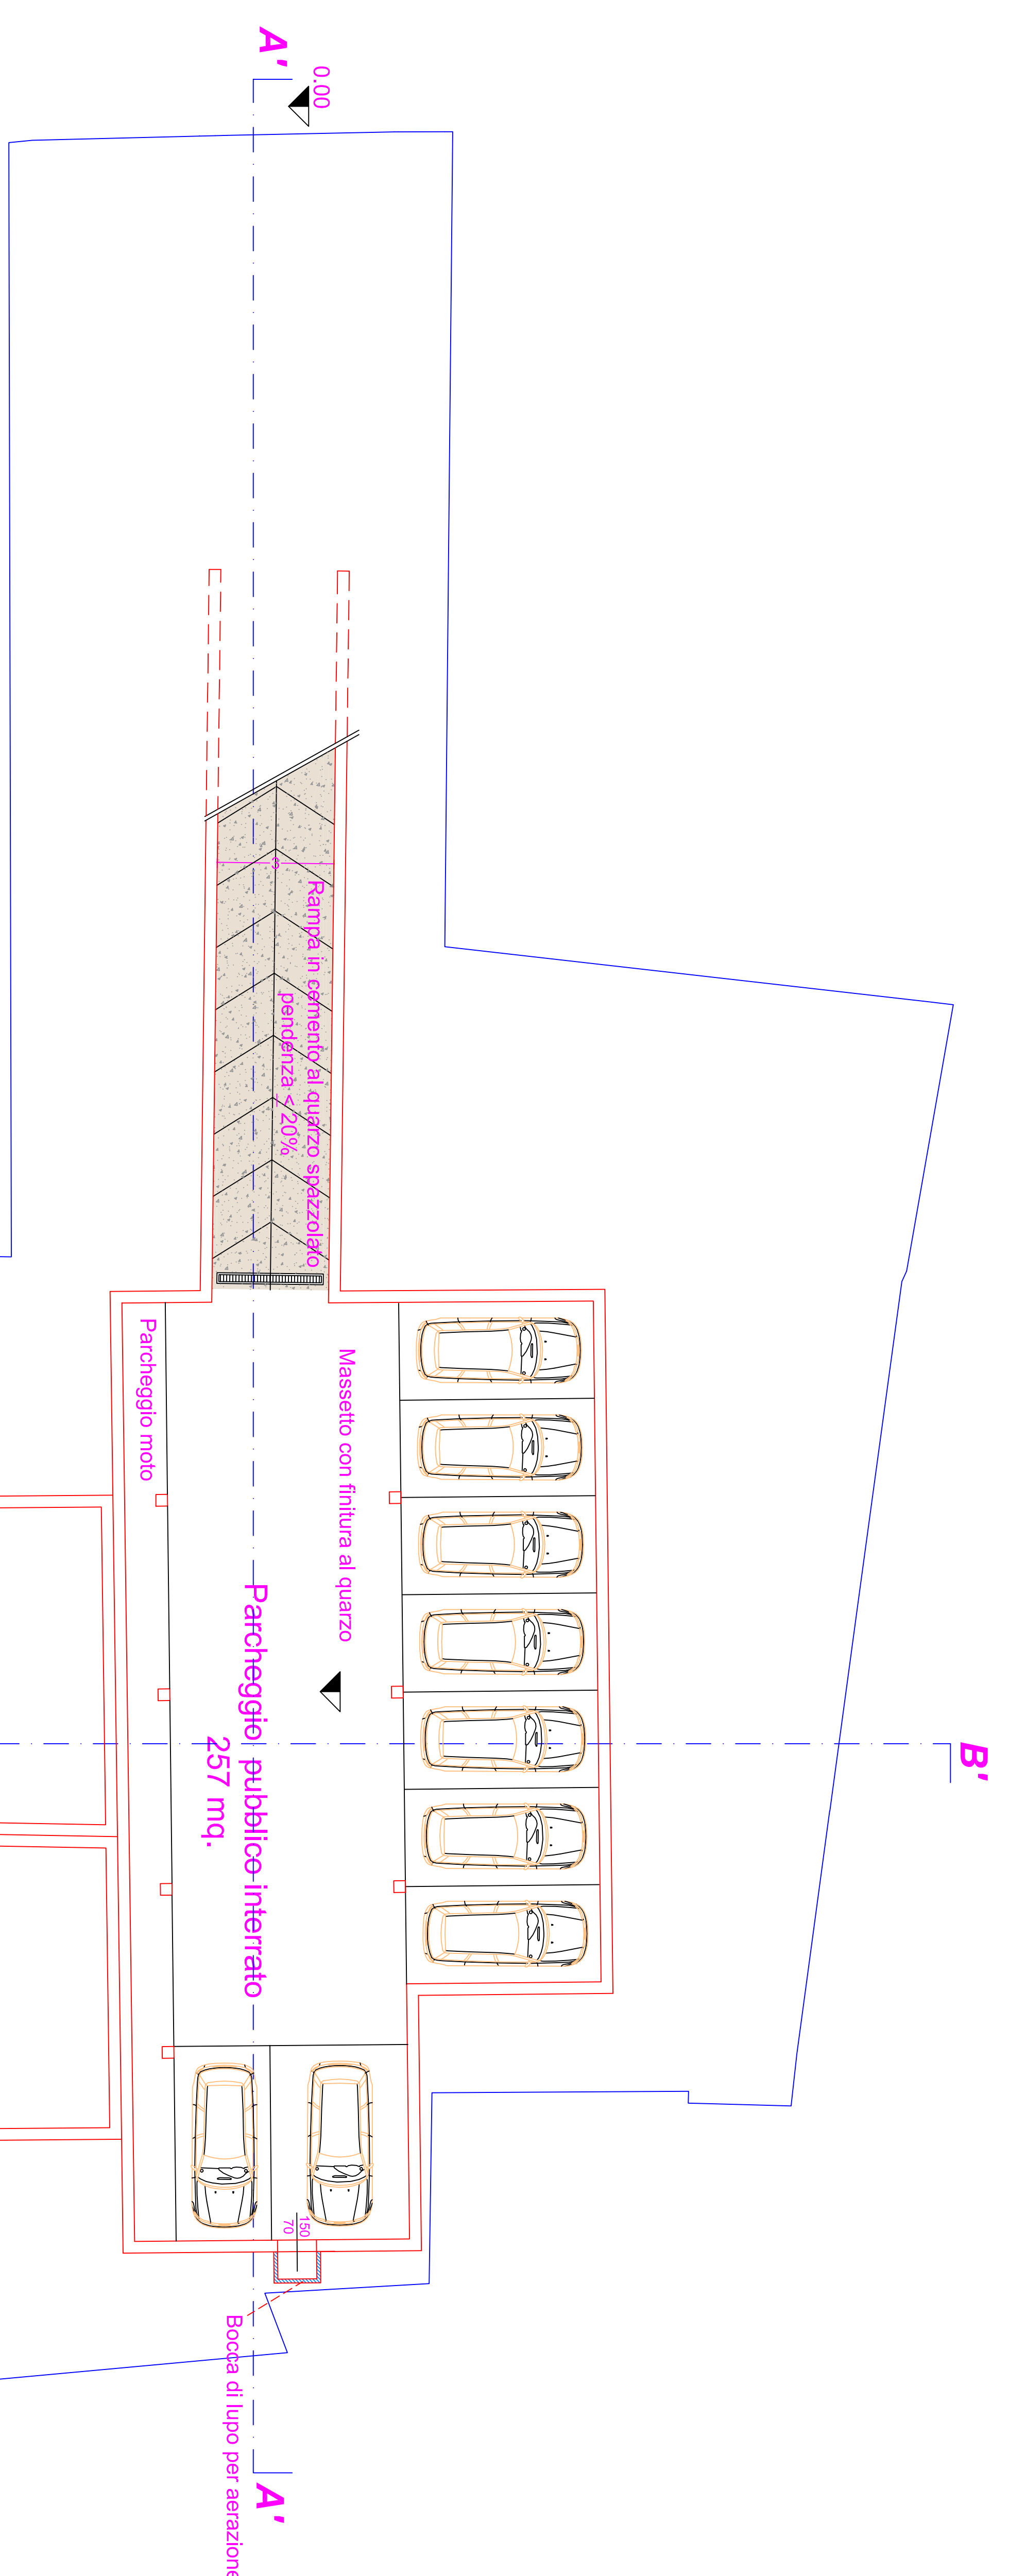 A'
0.00
3
Rampa in cemento al quarzo spazzolato
pendenza < 20%
Parcheggio moto
Massetto con finitura al quarzo
Parcheggio pubblico interrato
257 mq.
B'
150
70
Bocca di lupo per aerazione
A'